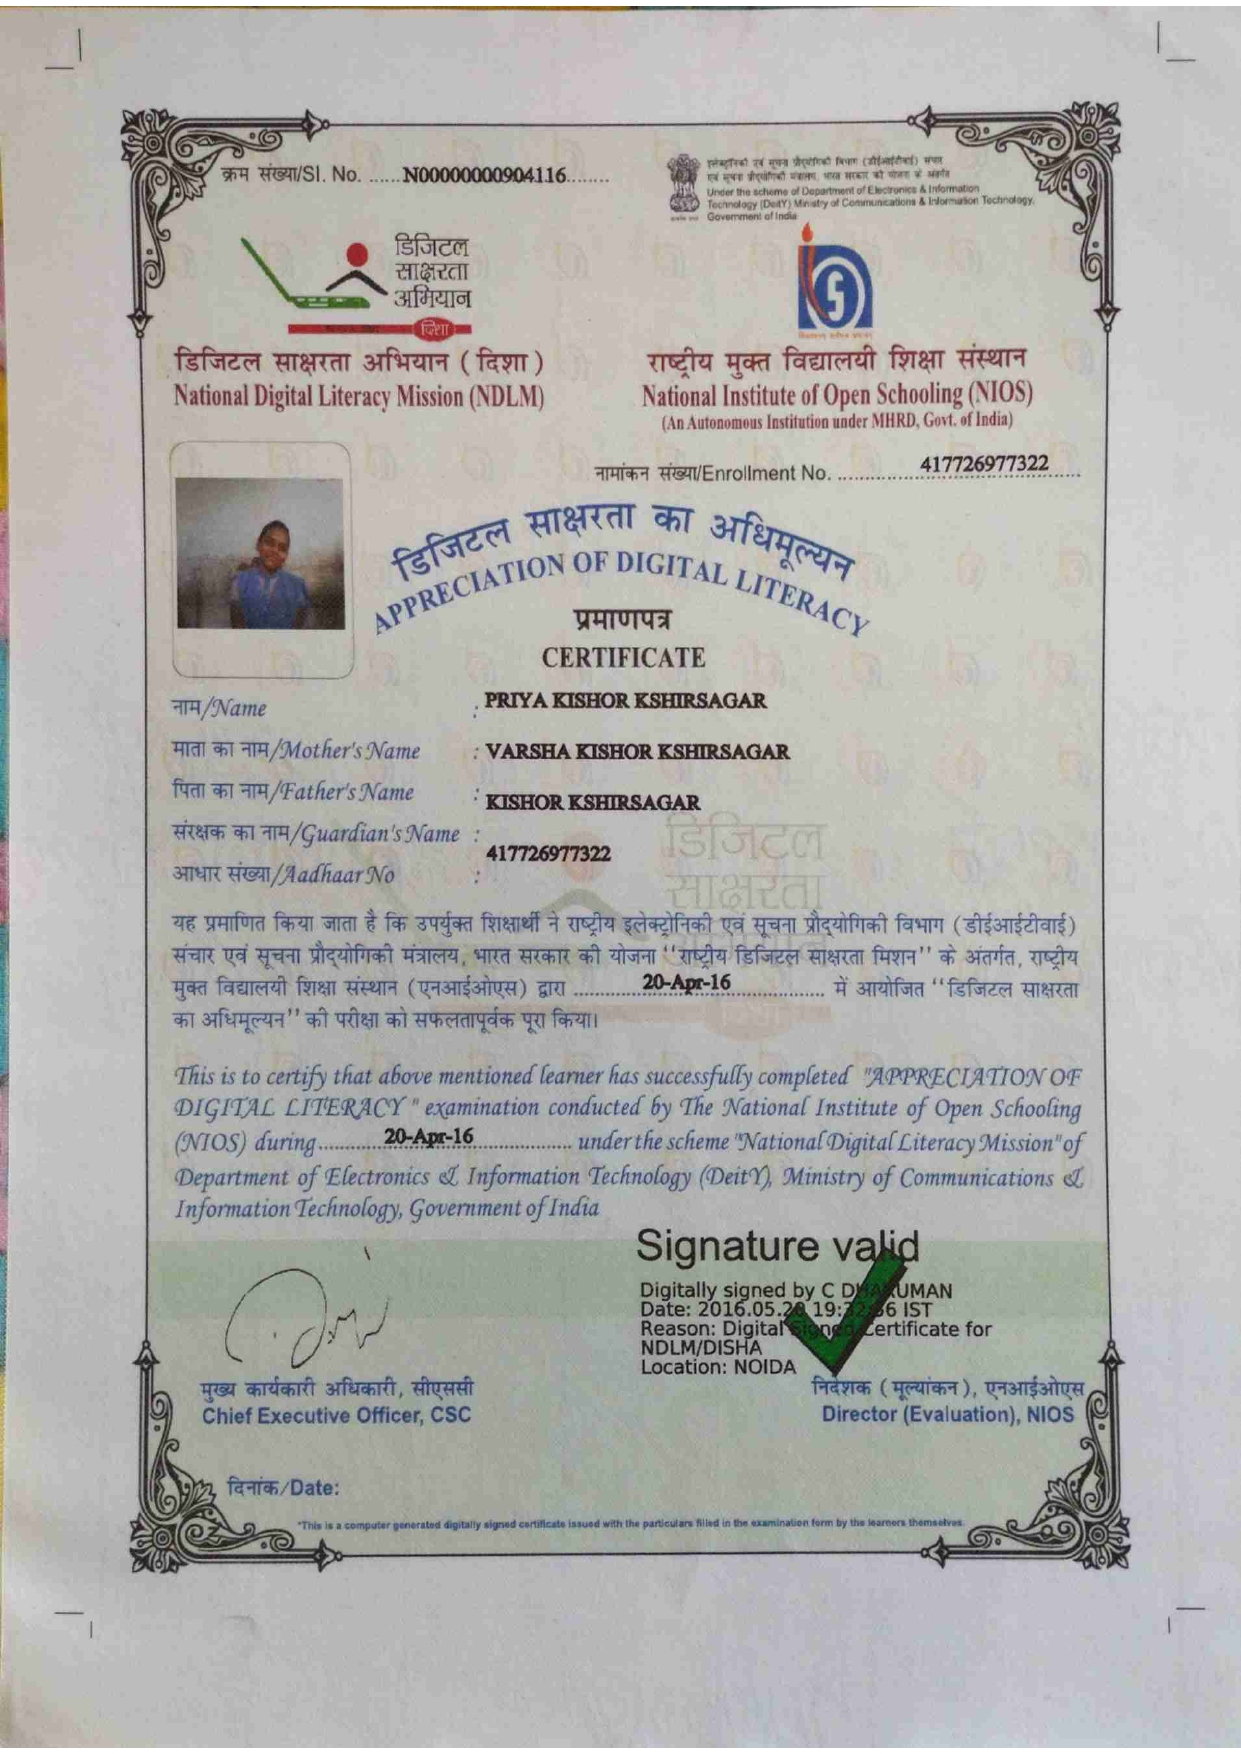 क्रम संख्या/Sl. No. ......N00000000904116........
इलेक्ट्रॉनिकी एवं सूचना प्रौद्योगिकी विभाग (डीईआईटीवाई) संचार
एवं सूचना प्रौद्योगिकी मंत्रालय, भारत सरकार की योजना के अंतर्गत
Under the scheme of Department of Electronics & Information
Technology (DeitY) Ministry of Communications & Information Technology,
Government of India
डिजिटल
साक्षरता
अभियान
दिशा
डिजिटल साक्षरता अभियान ( दिशा )
National Digital Literacy Mission (NDLM)
राष्ट्रीय मुक्त विद्यालयी शिक्षा संस्थान
National Institute of Open Schooling (NIOS)
(An Autonomous Institution under MHRD, Govt. of India)
नामांकन संख्या/Enrollment No. ................417726977322......
डिजिटल साक्षरता का अधिमूल्यन
APPRECIATION OF DIGITAL LITERACY
प्रमाणपत्र
CERTIFICATE
नाम/Name : PRIYA KISHOR KSHIRSAGAR
माता का नाम/Mother's Name : VARSHA KISHOR KSHIRSAGAR
पिता का नाम/Father's Name : KISHOR KSHIRSAGAR
संरक्षक का नाम/Guardian's Name :
417726977322
आधार संख्या/Aadhaar No :
डिजिटल
साक्षरता
यह प्रमाणित किया जाता है कि उपर्युक्त शिक्षार्थी ने राष्ट्रीय इलेक्ट्रोनिकी एवं सूचना प्रौद्योगिकी विभाग (डीईआईटीवाई)
संचार एवं सूचना प्रौद्योगिकी मंत्रालय, भारत सरकार की योजना ''राष्ट्रीय डिजिटल साक्षरता मिशन'' के अंतर्गत, राष्ट्रीय
मुक्त विद्यालयी शिक्षा संस्थान (एनआईओएस) द्वारा ............20-Apr-16................ में आयोजित ''डिजिटल साक्षरता
का अधिमूल्यन'' की परीक्षा को सफलतापूर्वक पूरा किया।
This is to certify that above mentioned learner has successfully completed "APPRECIATION OF
DIGITAL LITERACY" examination conducted by The National Institute of Open Schooling
(NIOS) during............20-Apr-16................ under the scheme "National Digital Literacy Mission" of
Department of Electronics & Information Technology (DeitY), Ministry of Communications &
Information Technology, Government of India
Signature valid
Digitally signed by C DHA UMAN
Date: 2016.05.2 19:3 6 IST
Reason: Digital Signed Certificate for
NDLM/DISHA
Location: NOIDA
मुख्य कार्यकारी अधिकारी, सीएससी
Chief Executive Officer, CSC
निदेशक ( मूल्यांकन ), एनआईओएस
Director (Evaluation), NIOS
दिनांक/Date:
*This is a computer generated digitally signed certificate issued with the particulars filled in the examination form by the learners themselves.